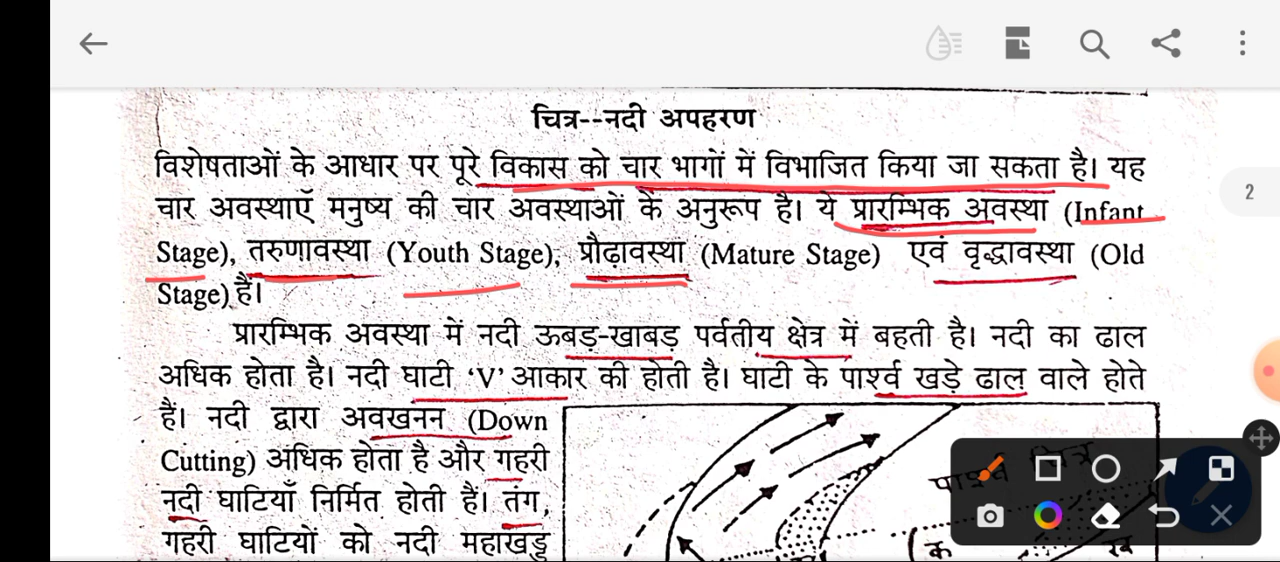 चित्र--नदी अपहरण
विशेषताओं के आधार पर पूरे विकास को चार भागों में विभाजित किया जा सकता है। यह
चार अवस्थाएँ मनुष्य की चार अवस्थाओं के अनुरूप है। ये प्रारम्भिक अवस्था (Infant
Stage), तरुणावस्था (Youth Stage), प्रौढ़ावस्था (Mature Stage) एवं वृद्धावस्था (Old
Stage) हैं।
2
प्रारम्भिक अवस्था में नदी ऊबड़-खाबड़ पर्वतीय क्षेत्र में बहती है। नदी का ढाल
अधिक होता है। नदी घाटी ‘V’ आकार की होती है। घाटी के पार्श्व खड़े ढाल वाले होते
हैं। नदी द्वारा अवखनन (Down
Cutting) अधिक होता है और गहरी
नदी घाटियाँ निर्मित होती हैं। तंग,
गहरी घाटियों को नदी महाखड्ड
पार्श्व
क
ख